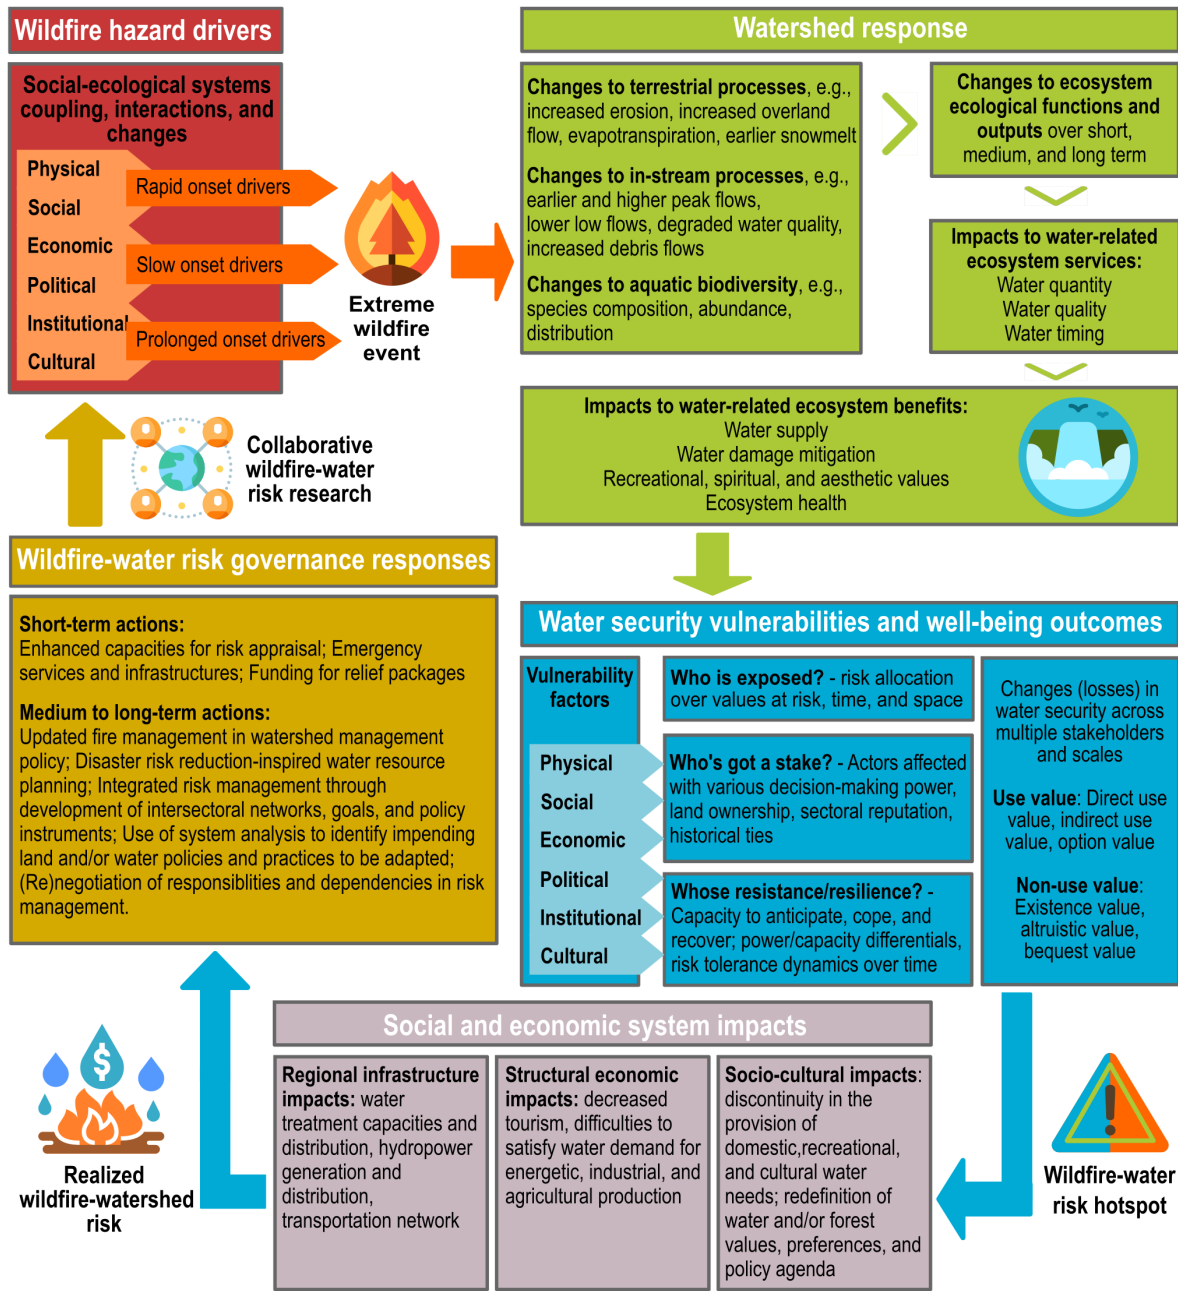 Wildfire hazard drivers
Social-ecological systems
coupling, interactions, and
changes
Physical
Social
Economic
Political
Institutional
Cultural
Rapid onset drivers
Slow onset drivers
Prolonged onset drivers
Extreme
wildfire
event
Watershed response
Changes to terrestrial processes, e.g.,
increased erosion, increased overland
flow, evapotranspiration, earlier snowmelt
Changes to in-stream processes, e.g.,
earlier and higher peak flows,
lower low flows, degraded water quality,
increased debris flows
Changes to aquatic biodiversity, e.g.,
species composition, abundance,
distribution
Changes to ecosystem
ecological functions and
outputs over short,
medium, and long term
Impacts to water-related
ecosystem services:
Water quantity
Water quality
Water timing
Impacts to water-related ecosystem benefits:
Water supply
Water damage mitigation
Recreational, spiritual, and aesthetic values
Ecosystem health
Collaborative
wildfire-water
risk research
Wildfire-water risk governance responses
Short-term actions:
Enhanced capacities for risk appraisal; Emergency
services and infrastructures; Funding for relief packages
Medium to long-term actions:
Updated fire management in watershed management
policy; Disaster risk reduction-inspired water resource
planning; Integrated risk management through
development of intersectoral networks, goals, and policy
instruments; Use of system analysis to identify impending
land and/or water policies and practices to be adapted;
(Re)negotiation of responsiblities and dependencies in risk
management.
Water security vulnerabilities and well-being outcomes
Vulnerability
factors
Physical
Social
Economic
Political
Institutional
Cultural
Who is exposed? - risk allocation
over values at risk, time, and space
Who's got a stake? - Actors affected
with various decision-making power,
land ownership, sectoral reputation,
historical ties
Whose resistance/resilience? -
Capacity to anticipate, cope, and
recover; power/capacity differentials,
risk tolerance dynamics over time
Changes (losses) in
water security across
multiple stakeholders
and scales
Use value: Direct use
value, indirect use
value, option value
Non-use value:
Existence value,
altruistic value,
bequest value
Social and economic system impacts
Regional infrastructure
impacts: water
treatment capacities and
distribution, hydropower
generation and
distribution,
transportation network
Structural economic
impacts: decreased
tourism, difficulties to
satisfy water demand for
energetic, industrial, and
agricultural production
Socio-cultural impacts:
discontinuity in the
provision of
domestic,recreational,
and cultural water
needs; redefinition of
water and/or forest
values, preferences, and
policy agenda
$
Realized
wildfire-watershed
risk
!
Wildfire-water
risk hotspot